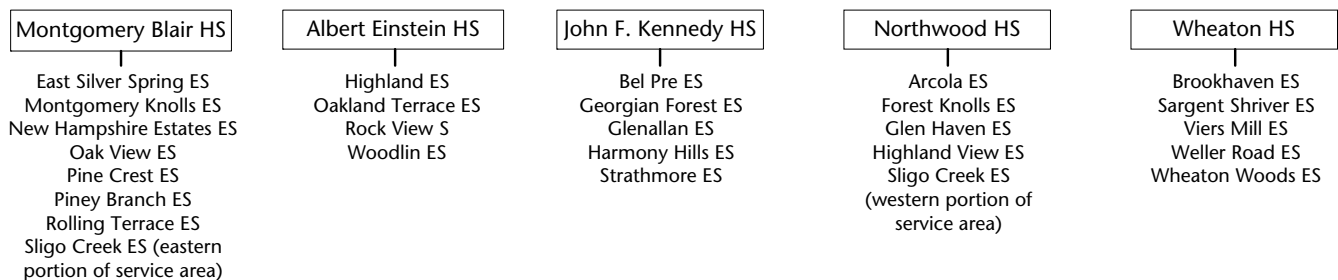 Montgomery Blair HS
East Silver Spring ES
Montgomery Knolls ES
New Hampshire Estates ES
Oak View ES
Pine Crest ES
Piney Branch ES
Rolling Terrace ES
Sligo Creek ES (eastern
portion of service area)
Albert Einstein HS
Highland ES
Oakland Terrace ES
Rock View S
Woodlin ES
John F. Kennedy HS
Bel Pre ES
Georgian Forest ES
Glenallan ES
Harmony Hills ES
Strathmore ES
Northwood HS
Arcola ES
Forest Knolls ES
Glen Haven ES
Highland View ES
Sligo Creek ES
(western portion of
service area)
Wheaton HS
Brookhaven ES
Sargent Shriver ES
Viers Mill ES
Weller Road ES
Wheaton Woods ES